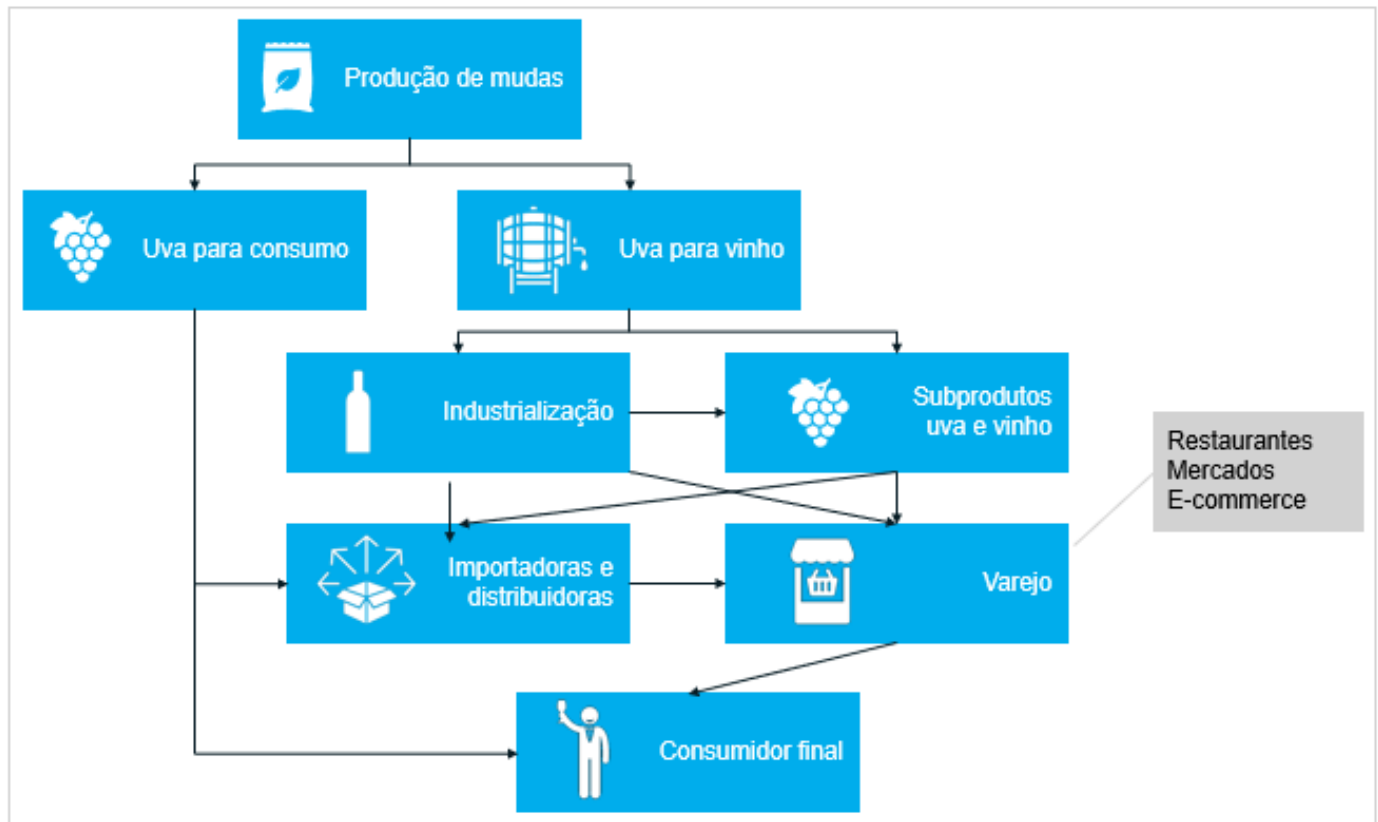 Produção de mudas
Uva para consumo
Uva para vinho
Industrialização
Subprodutos
uva e vinho
Restaurantes
Mercados
E-commerce
Importadoras e
distribuidoras
Varejo
Consumidor final